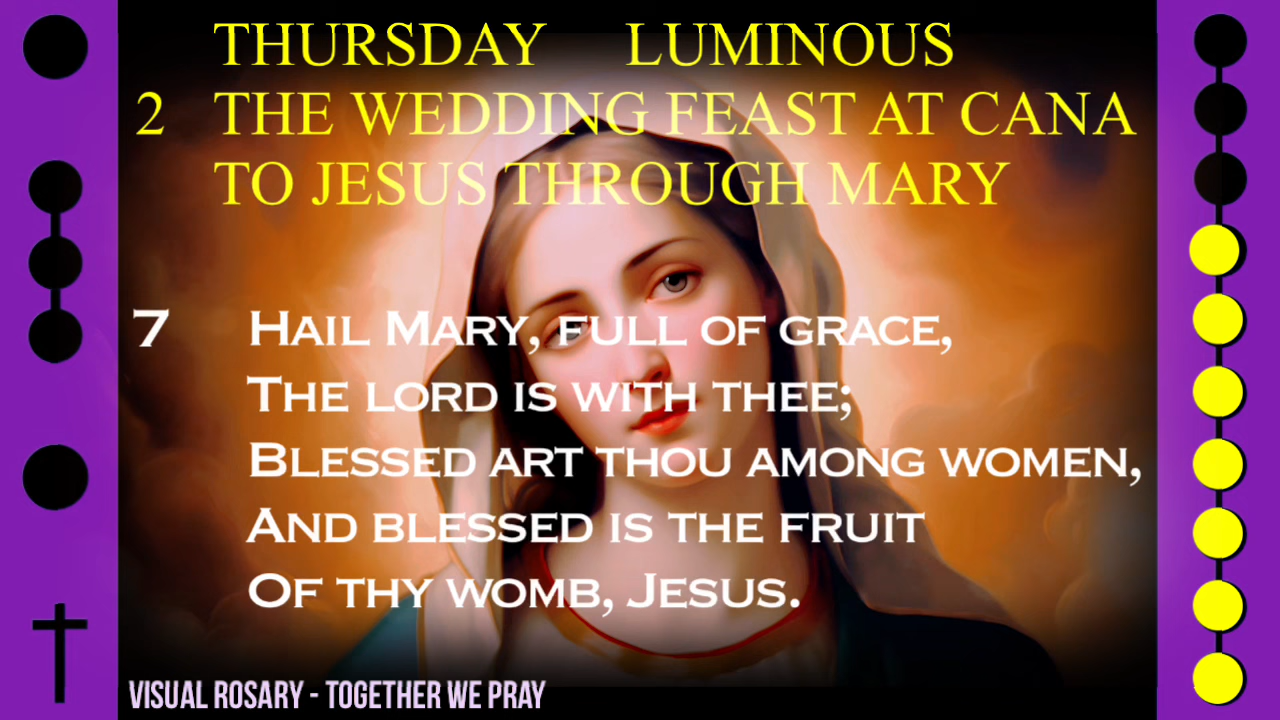 THURSDAY LUMINOUS
2 THE WEDDING FEAST AT CANA
TO JESUS THROUGH MARY
7 Hail Mary, full of grace,
The Lord is with thee;
Blessed art thou among women,
And blessed is the fruit
Of thy womb, Jesus.
VISUAL ROSARY - TOGETHER WE PRAY